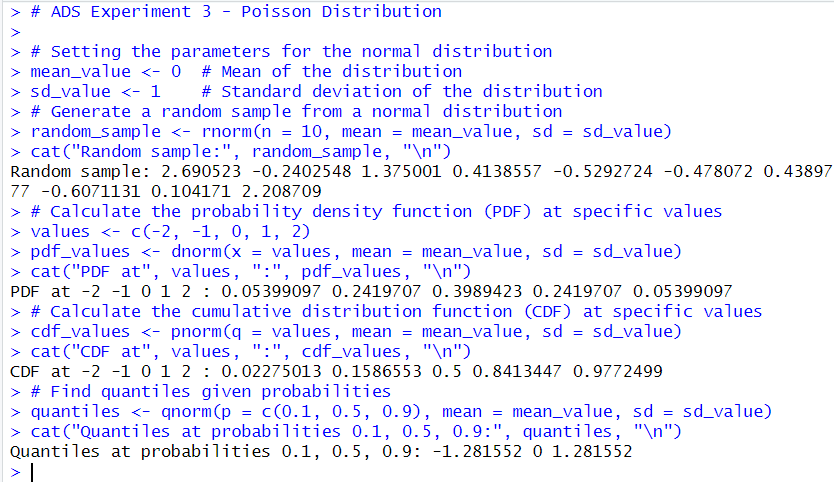 > # ADS Experiment 3 - Poisson Distribution
>
> # Setting the parameters for the normal distribution
> mean_value <- 0  # Mean of the distribution
> sd_value <- 1    # Standard deviation of the distribution
> # Generate a random sample from a normal distribution
> random_sample <- rnorm(n = 10, mean = mean_value, sd = sd_value)
> cat("Random sample:", random_sample, "\n")
Random sample: 2.690523 -0.2402548 1.375001 0.4138557 -0.5292724 -0.478072 0.43897
77 -0.6071131 0.104171 2.208709
> # Calculate the probability density function (PDF) at specific values
> values <- c(-2, -1, 0, 1, 2)
> pdf_values <- dnorm(x = values, mean = mean_value, sd = sd_value)
> cat("PDF at", values, ":", pdf_values, "\n")
PDF at -2 -1 0 1 2 : 0.05399097 0.2419707 0.3989423 0.2419707 0.05399097
> # Calculate the cumulative distribution function (CDF) at specific values
> cdf_values <- pnorm(q = values, mean = mean_value, sd = sd_value)
> cat("CDF at", values, ":", cdf_values, "\n")
CDF at -2 -1 0 1 2 : 0.02275013 0.1586553 0.5 0.8413447 0.9772499
> # Find quantiles given probabilities
> quantiles <- qnorm(p = c(0.1, 0.5, 0.9), mean = mean_value, sd = sd_value)
> cat("Quantiles at probabilities 0.1, 0.5, 0.9:", quantiles, "\n")
Quantiles at probabilities 0.1, 0.5, 0.9: -1.281552 0 1.281552
>